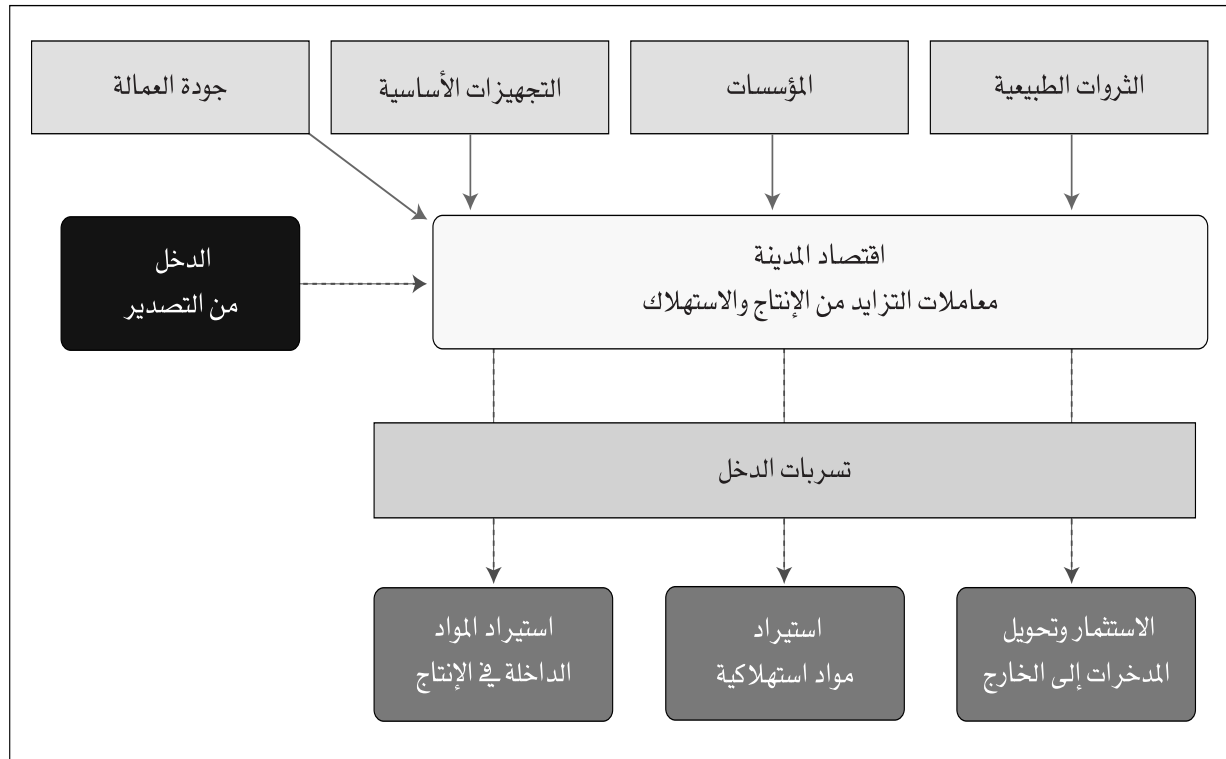 الثروات الطبيعية
المؤسسات
التجهيزات الأساسية
جودة العمالة
اقتصاد المدينة
معاملات التزايد من الإنتاج والاستهلاك
الدخل
من التصدير
تسربات الدخل
الاستثمار وتحويل
المدخرات إلى الخارج
استيراد
مواد استهلاكية
استيراد المواد
الداخلة في الإنتاج